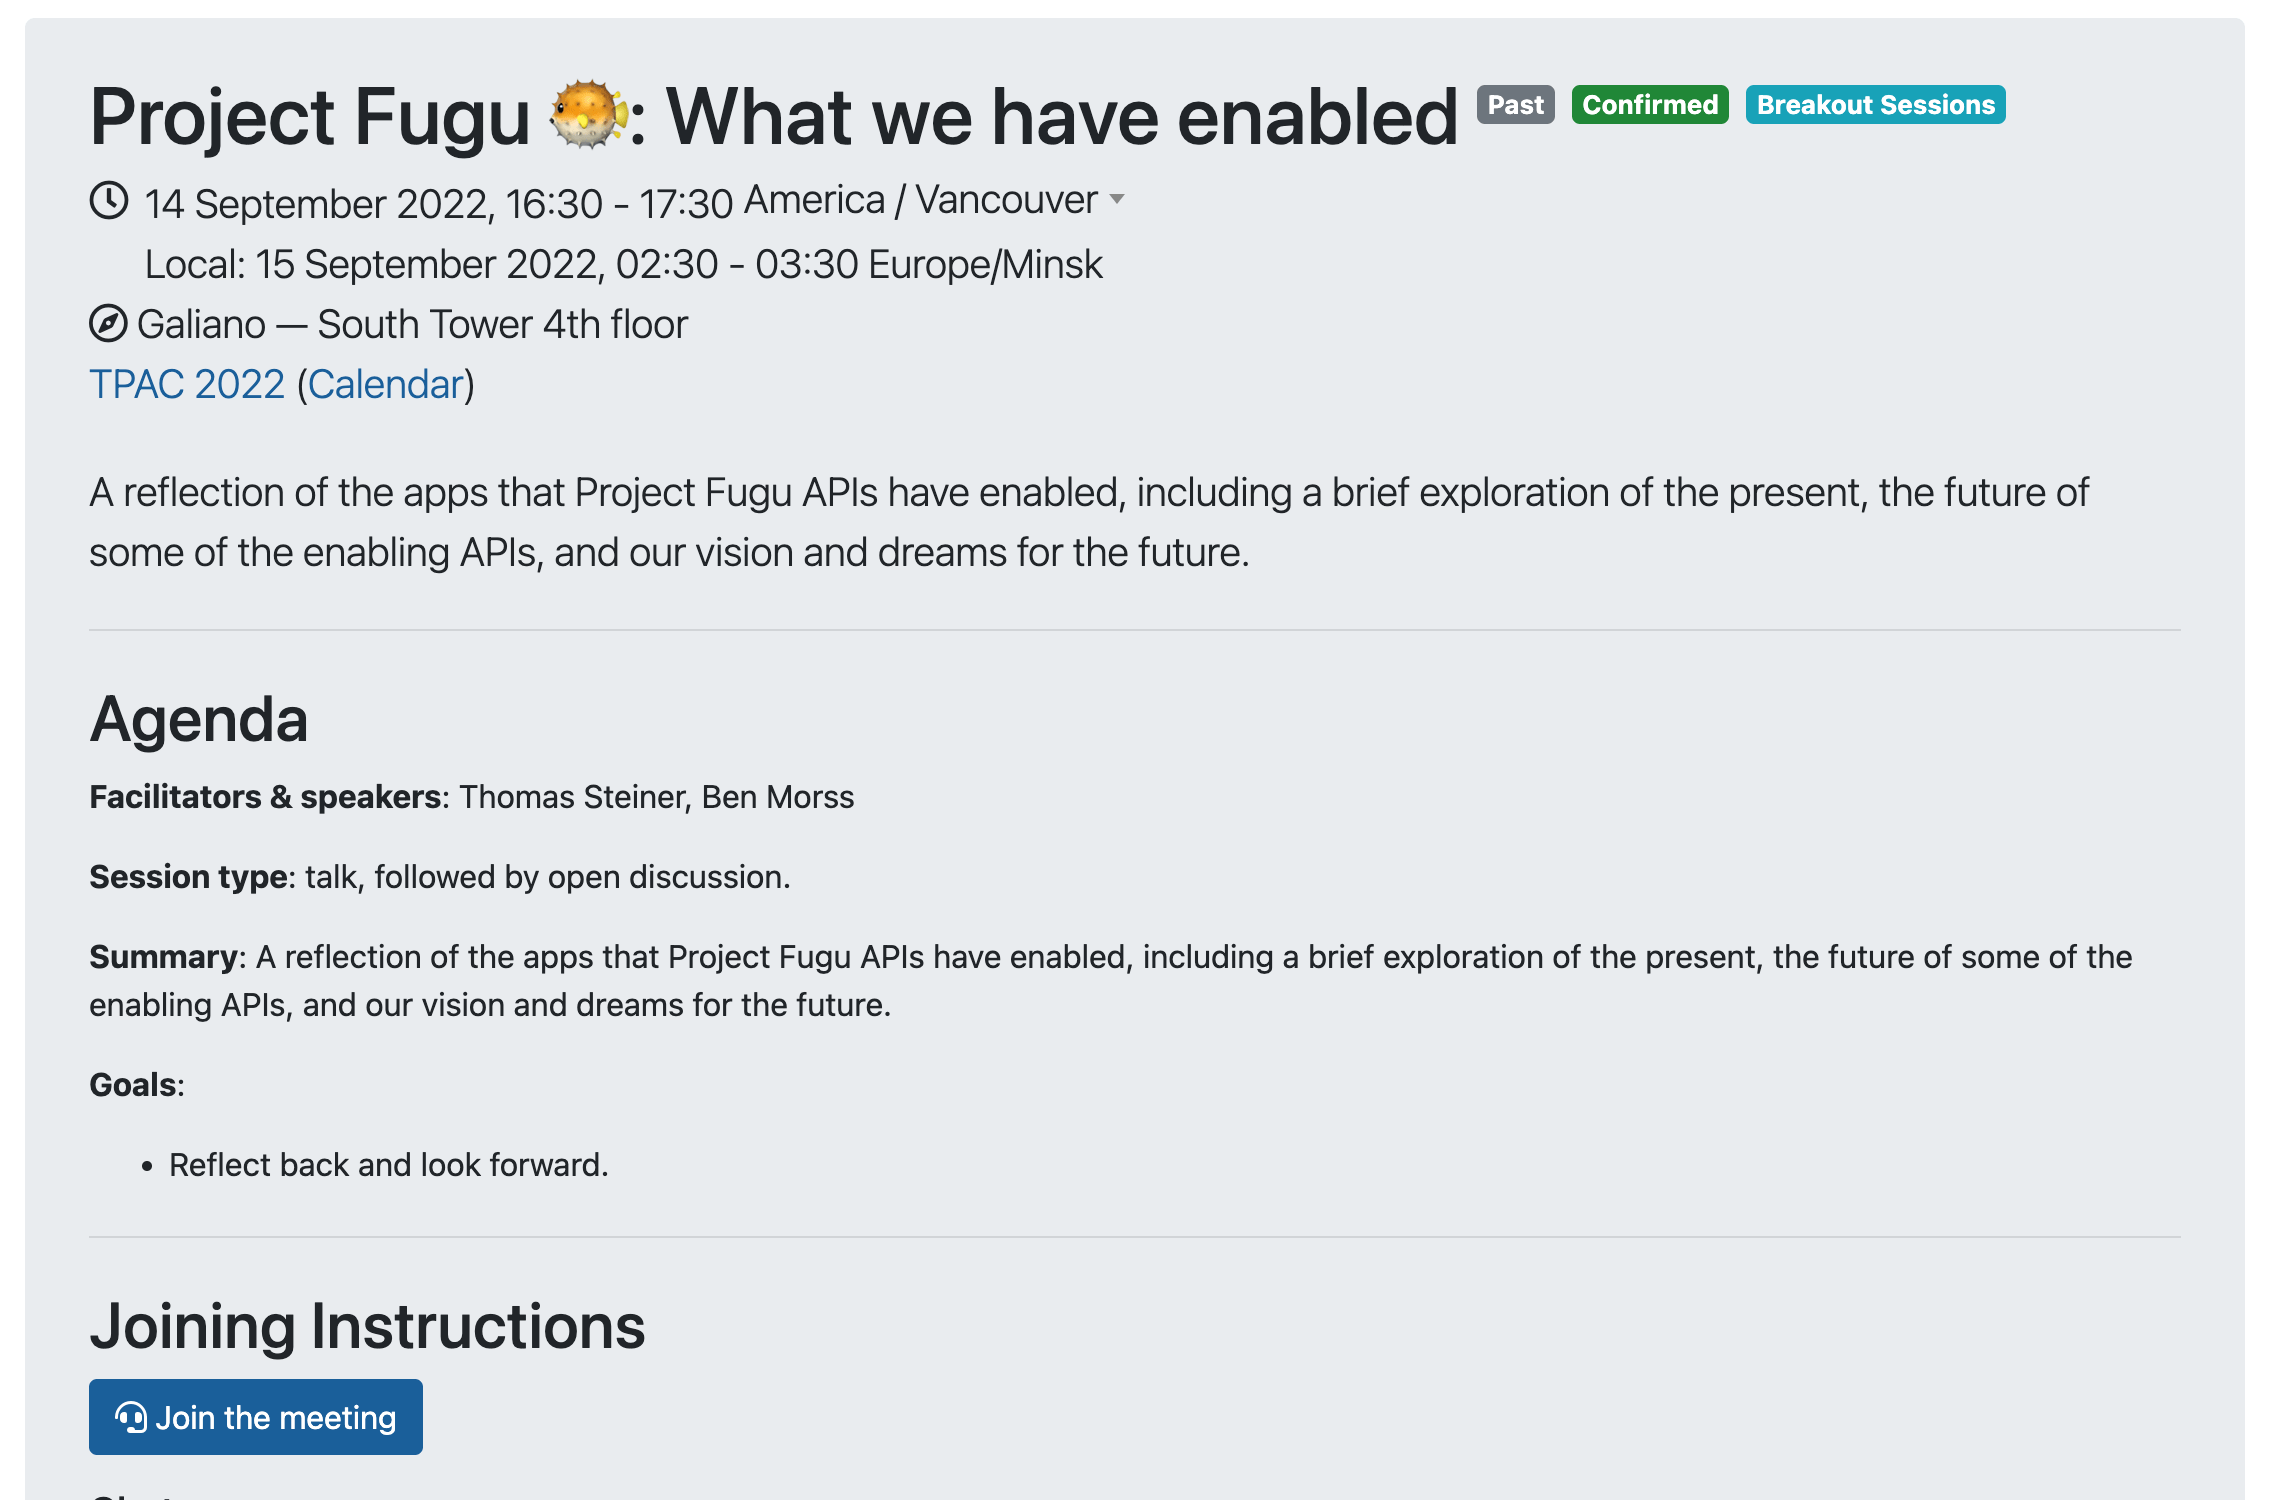 Project Fugu 🐡: What we have enabled Past Confirmed Breakout Sessions
14 September 2022, 16:30 - 17:30 America / Vancouver
Local: 15 September 2022, 02:30 - 03:30 Europe/Minsk
Galiano — South Tower 4th floor
TPAC 2022 (Calendar)
A reflection of the apps that Project Fugu APIs have enabled, including a brief exploration of the present, the future of
some of the enabling APIs, and our vision and dreams for the future.
Agenda
Facilitators & speakers: Thomas Steiner, Ben Morss
Session type: talk, followed by open discussion.
Summary: A reflection of the apps that Project Fugu APIs have enabled, including a brief exploration of the present, the future of some of the
enabling APIs, and our vision and dreams for the future.
Goals:
• Reflect back and look forward.
Joining Instructions
Join the meeting